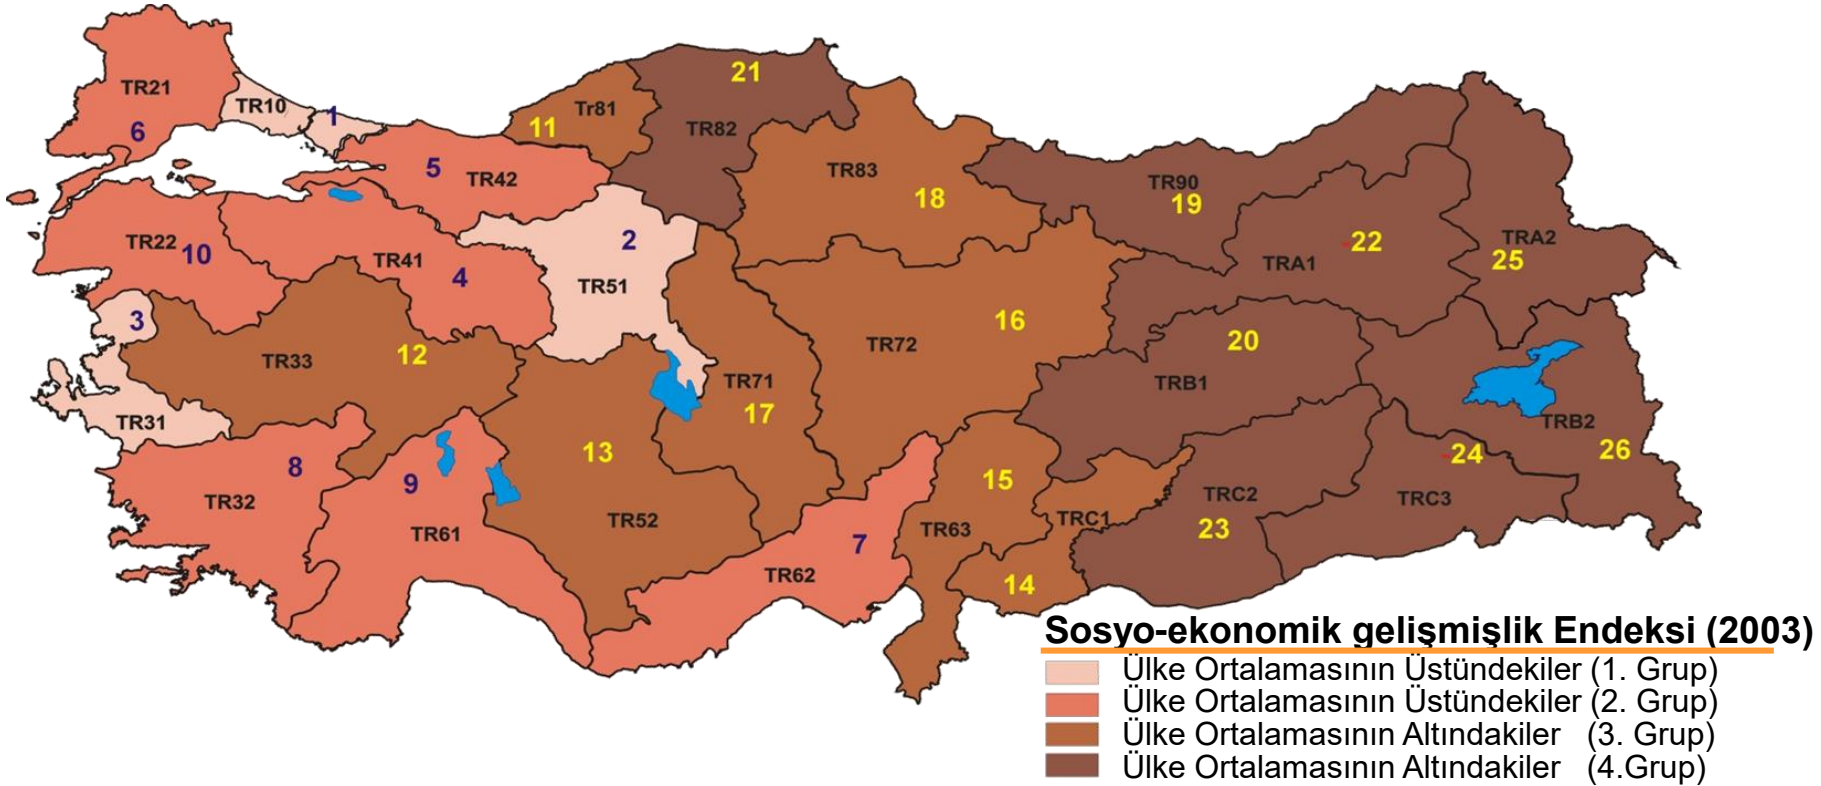 21
TR21
TR10
1
Tr81
11
TR82
6
5
TR42
TR83
18
TR90
19
TR22
10
2
TR41
4
TR51
22
TRA1
TRA2
25
3
TR33
12
16
TR72
20
TR71
17
TRB1
TR31
TRB2
26
8
9
13
15
24
TR32
TR61
TR52
7
TR63
TRC1
TRC2
23
TRC3
TR62
14
Sosyo-ekonomik gelişmişlik Endeksi (2003)
Ülke Ortalamasının Üstündekiler (1. Grup)
Ülke Ortalamasının Üstündekiler (2. Grup)
Ülke Ortalamasının Altındakiler (3. Grup)
Ülke Ortalamasının Altındakiler (4.Grup)